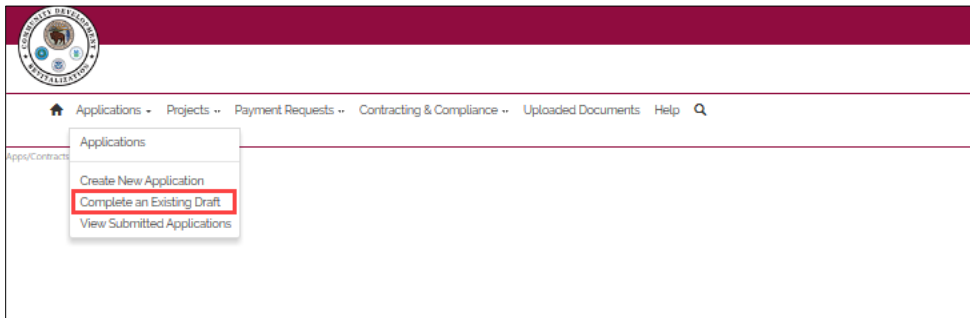 COMMUNITY DEVELOPMENT
REVITALIZATION
Applications Projects Payment Requests Contracting & Compliance Uploaded Documents Help
Applications
Apps/Contracts
Create New Application
Complete an Existing Draft
View Submitted Applications